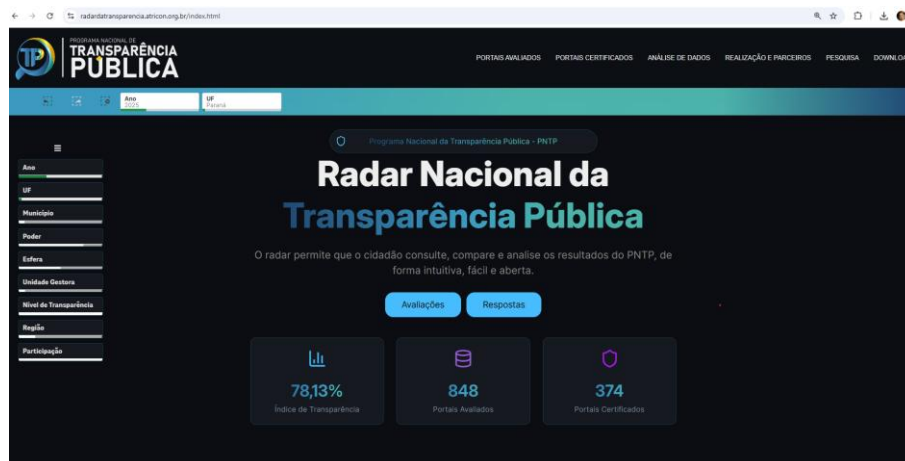 radardatransparencia.atricon.org.br/index.html
PROGRAMA NACIONAL DE
TRANSPARÊNCIA
PÚBLICA
PORTAIS AVALIADOS PORTAIS CERTIFICADOS ANÁLISE DE DADOS REALIZAÇÃO E PARCEIROS PESQUISA DOWNLOA
Ano
2025
UF
Paraná
Programa Nacional da Transparência Pública - PNTP
Radar Nacional da
Transparência Pública
O radar permite que o cidadão consulte, compare e analise os resultados do PNTP, de
forma intuitiva, fácil e aberta.
Avaliações Respostas
Ano
UF
Município
Poder
Esfera
Unidade Gestora
Nível de Transparência
Região
Participação
78,13%
Índice de Transparência
848
Portais Avaliados
374
Portais Certificados